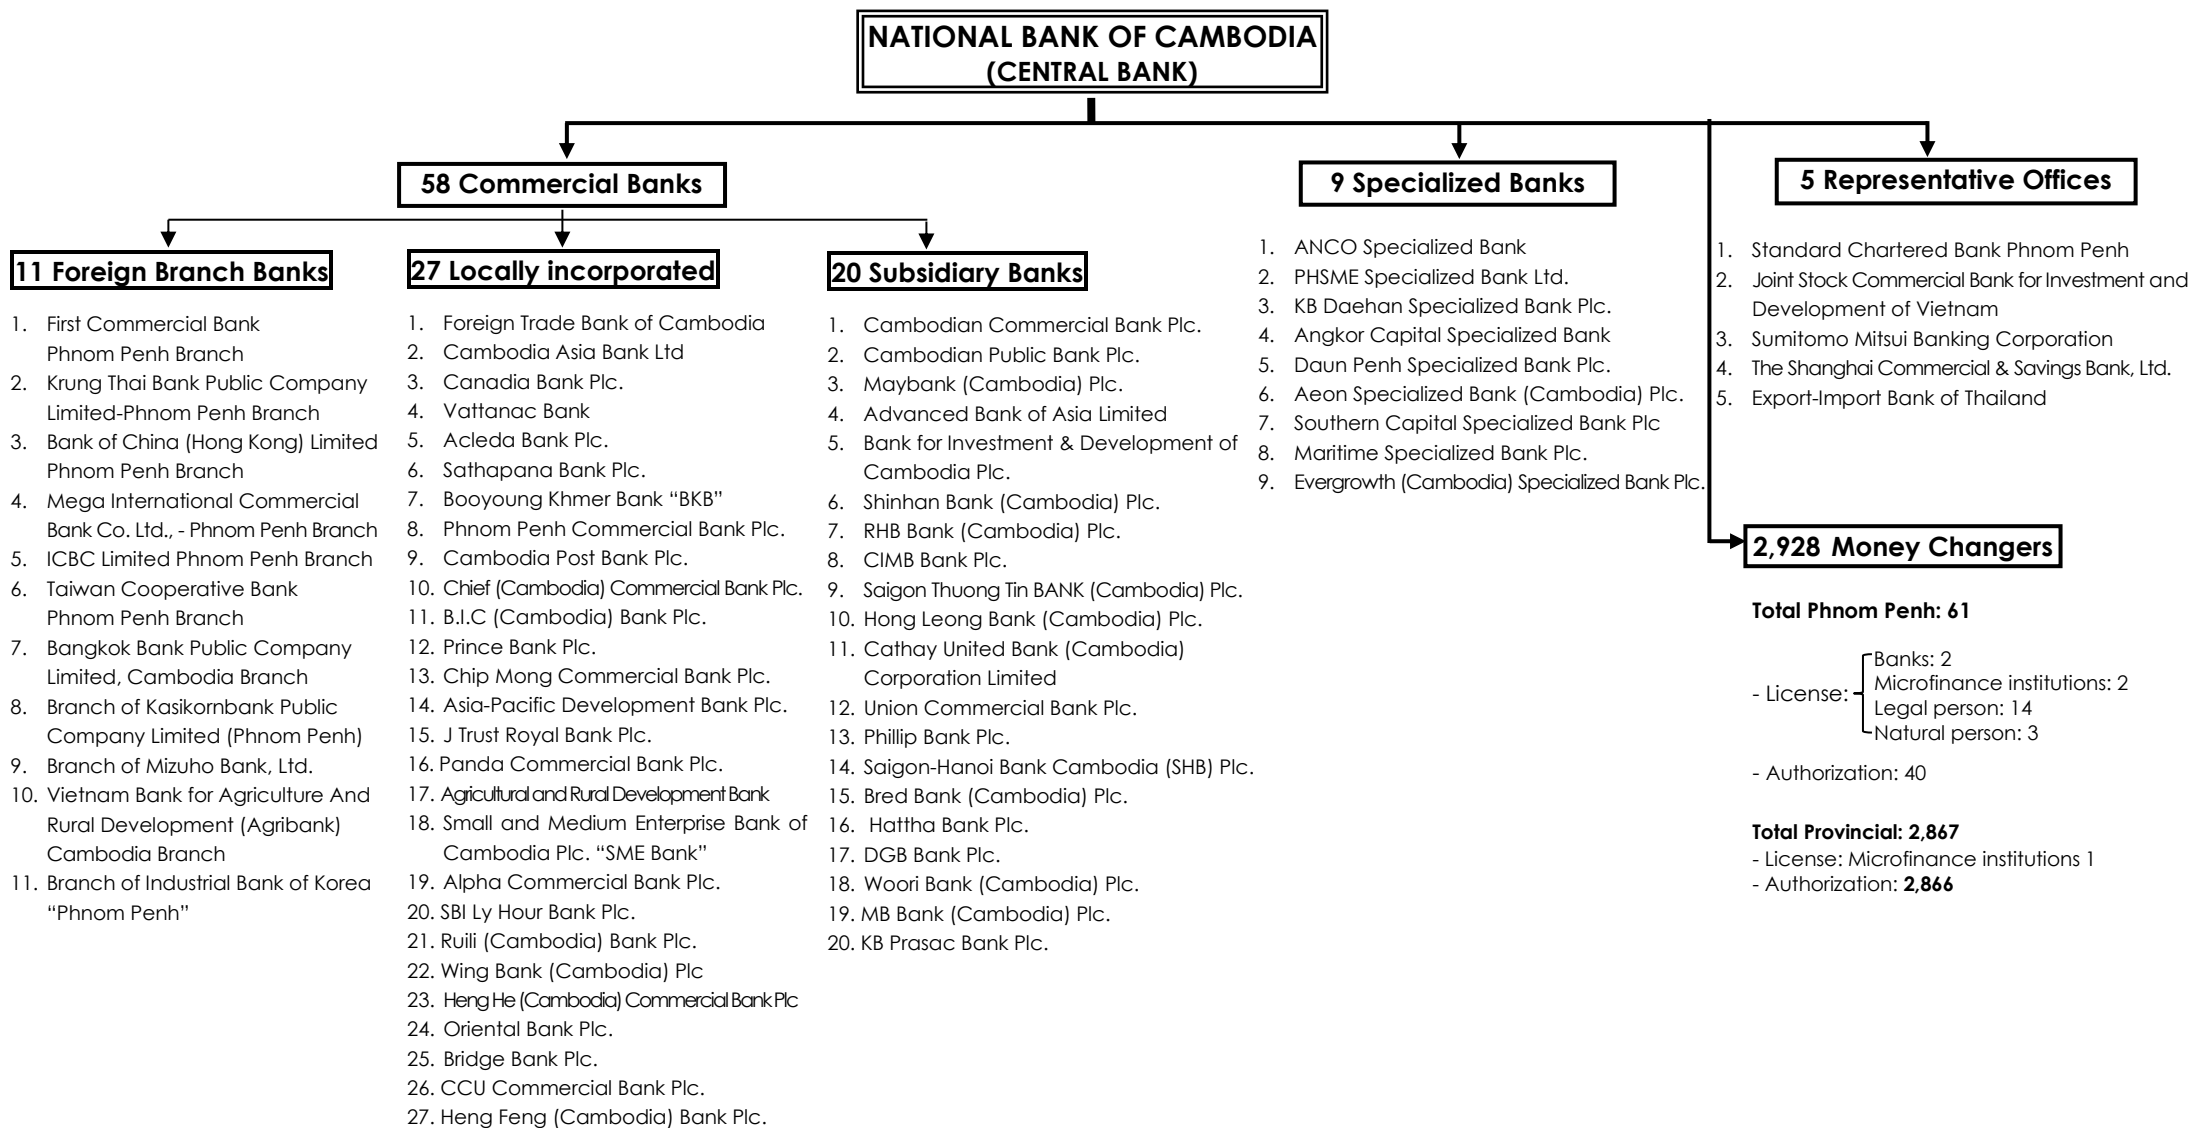 NATIONAL BANK OF CAMBODIA
(CENTRAL BANK)
58 Commercial Banks
11 Foreign Branch Banks
1. First Commercial Bank
Phnom Penh Branch
2. Krung Thai Bank Public Company
Limited-Phnom Penh Branch
3. Bank of China (Hong Kong) Limited
Phnom Penh Branch
4. Mega International Commercial
Bank Co. Ltd., - Phnom Penh Branch
5. ICBC Limited Phnom Penh Branch
6. Taiwan Cooperative Bank
Phnom Penh Branch
7. Bangkok Bank Public Company
Limited, Cambodia Branch
8. Branch of Kasikornbank Public
Company Limited (Phnom Penh)
9. Branch of Mizuho Bank, Ltd.
10. Vietnam Bank for Agriculture And
Rural Development (Agribank)
Cambodia Branch
11. Branch of Industrial Bank of Korea
“Phnom Penh”
27 Locally incorporated
1. Foreign Trade Bank of Cambodia
2. Cambodia Asia Bank Ltd
3. Canadia Bank Plc.
4. Vattanac Bank
5. Acleda Bank Plc.
6. Sathapana Bank Plc.
7. Booyoung Khmer Bank “BKB”
8. Phnom Penh Commercial Bank Plc.
9. Cambodia Post Bank Plc.
10. Chief (Cambodia) Commercial Bank Plc.
11. B.I.C (Cambodia) Bank Plc.
12. Prince Bank Plc.
13. Chip Mong Commercial Bank Plc.
14. Asia-Pacific Development Bank Plc.
15. J Trust Royal Bank Plc.
16. Panda Commercial Bank Plc.
17. Agricultural and Rural Development Bank
18. Small and Medium Enterprise Bank of
Cambodia Plc. “SME Bank”
19. Alpha Commercial Bank Plc.
20. SBI Ly Hour Bank Plc.
21. Ruili (Cambodia) Bank Plc.
22. Wing Bank (Cambodia) Plc
23. Heng He (Cambodia) Commercial Bank Plc
24. Oriental Bank Plc.
25. Bridge Bank Plc.
26. CCU Commercial Bank Plc.
27. Heng Feng (Cambodia) Bank Plc.
20 Subsidiary Banks
1. Cambodian Commercial Bank Plc.
2. Cambodian Public Bank Plc.
3. Maybank (Cambodia) Plc.
4. Advanced Bank of Asia Limited
5. Bank for Investment & Development of
Cambodia Plc.
6. Shinhan Bank (Cambodia) Plc.
7. RHB Bank (Cambodia) Plc.
8. CIMB Bank Plc.
9. Saigon Thuong Tin BANK (Cambodia) Plc.
10. Hong Leong Bank (Cambodia) Plc.
11. Cathay United Bank (Cambodia)
Corporation Limited
12. Union Commercial Bank Plc.
13. Phillip Bank Plc.
14. Saigon-Hanoi Bank Cambodia (SHB) Plc.
15. Bred Bank (Cambodia) Plc.
16. Hattha Bank Plc.
17. DGB Bank Plc.
18. Woori Bank (Cambodia) Plc.
19. MB Bank (Cambodia) Plc.
20. KB Prasac Bank Plc.
9 Specialized Banks
1. ANCO Specialized Bank
2. PHSME Specialized Bank Ltd.
3. KB Daehan Specialized Bank Plc.
4. Angkor Capital Specialized Bank
5. Daun Penh Specialized Bank Plc.
6. Aeon Specialized Bank (Cambodia) Plc.
7. Southern Capital Specialized Bank Plc
8. Maritime Specialized Bank Plc.
9. Evergrowth (Cambodia) Specialized Bank Plc.
5 Representative Offices
1. Standard Chartered Bank Phnom Penh
2. Joint Stock Commercial Bank for Investment and
Development of Vietnam
3. Sumitomo Mitsui Banking Corporation
4. The Shanghai Commercial & Savings Bank, Ltd.
5. Export-Import Bank of Thailand
2,928 Money Changers
Total Phnom Penh: 61
- License:
Banks: 2
Microfinance institutions: 2
Legal person: 14
Natural person: 3
- Authorization: 40
Total Provincial: 2,867
- License: Microfinance institutions 1
- Authorization: 2,866